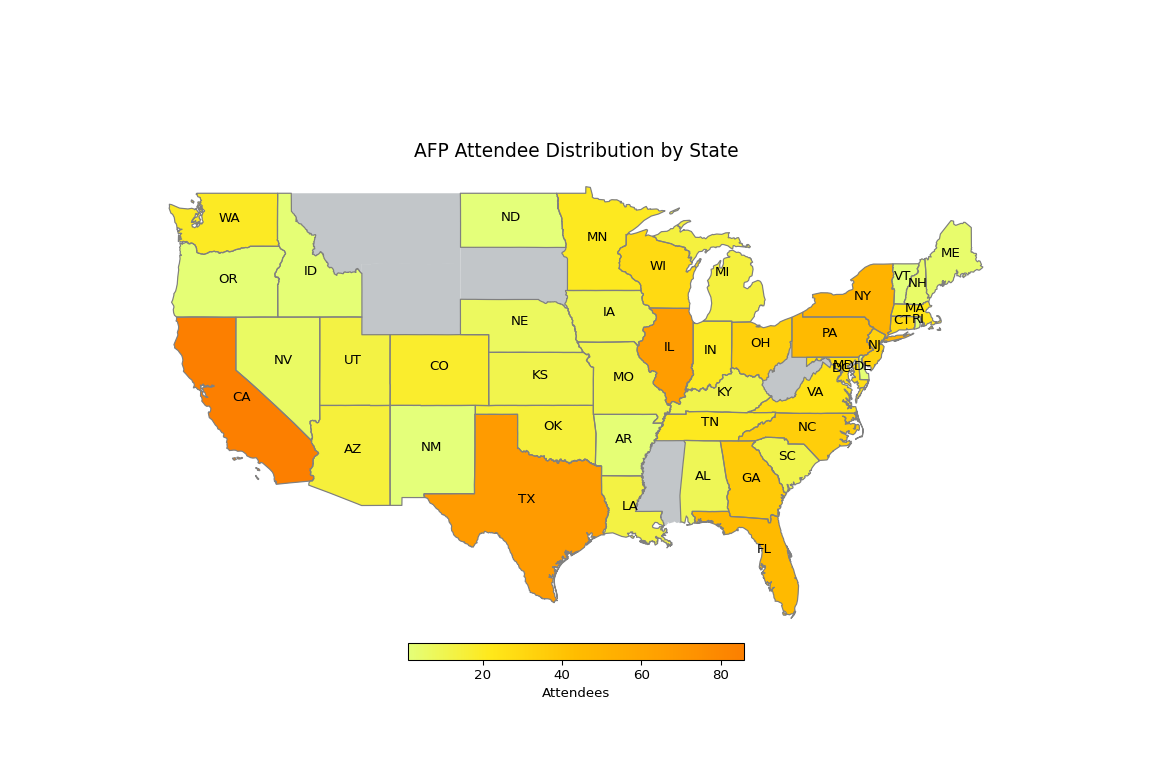 AFP Attendee Distribution by State
WA
ND
MN
ME
OR
ID
WI
MI
VT
NH
NY
MA
CT RI
NE
IA
PA
NV
UT
CO
IL
IN
OH
NJ
KS
MO
MD DE
DC
CA
KY
VA
TN
NC
AZ
NM
OK
AR
SC
TX
LA
AL
GA
FL
20 40 60 80
Attendees